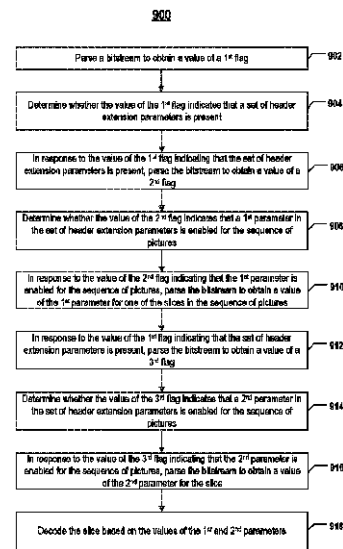 900
Parse a bitstream to obtain a value of a 1st flag
902
Determine whether the value of the 1st flag indicates that a set of header
extension parameters is present
904
In response to the value of the 1st flag indicating that the set of header
extension parameters is present, parse the bitstream to obtain a value of a
2nd flag
906
Determine whether the value of the 2nd flag indicates that a 1st parameter in
the set of header extension parameters is enabled for the sequence of
pictures
908
In response to the value of the 2nd flag indicating that the 1st parameter is
enabled for the sequence of pictures, parse the bitstream to obtain a value
of the 1st parameter for one of the slices in the sequence of pictures
910
In response to the value of the 1st flag indicating that the set of header
extension parameters is present, parse the bitstream to obtain a value of a
3rd flag
912
Determine whether the value of the 3rd flag indicates that a 2nd parameter in
the set of header extension parameters is enabled for the sequence of
pictures
914
In response to the value of the 3rd flag indicating that the 2nd parameter is
enabled for the sequence of pictures, parse the bitstream to obtain a value
of the 2nd parameter for the slice
916
Decode the slice based on the values of the 1st and 2nd parameters
918